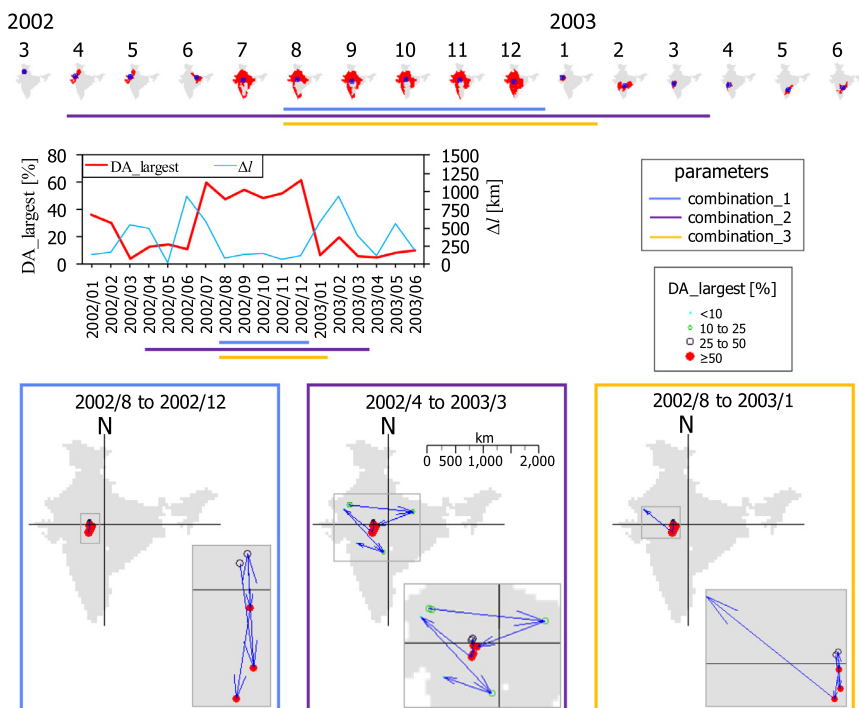 2002 2003
3 4 5 6 7 8 9 10 11 12 1 2 3 4 5 6
DA_largest Δl
DA_largest [%]
80
60
40
20
0
1500
1250
1000
750
500
250
0
Δl [km]
2002/01
2002/02
2002/03
2002/04
2002/05
2002/06
2002/07
2002/08
2002/09
2002/10
2002/11
2002/12
2003/01
2003/02
2003/03
2003/04
2003/05
2003/06
parameters
combination_1
combination_2
combination_3
DA_largest [%]
<10
10 to 25
25 to 50
≥50
2002/8 to 2002/12
N
2002/4 to 2003/3
N
km
0 500 1,000 2,000
2002/8 to 2003/1
N